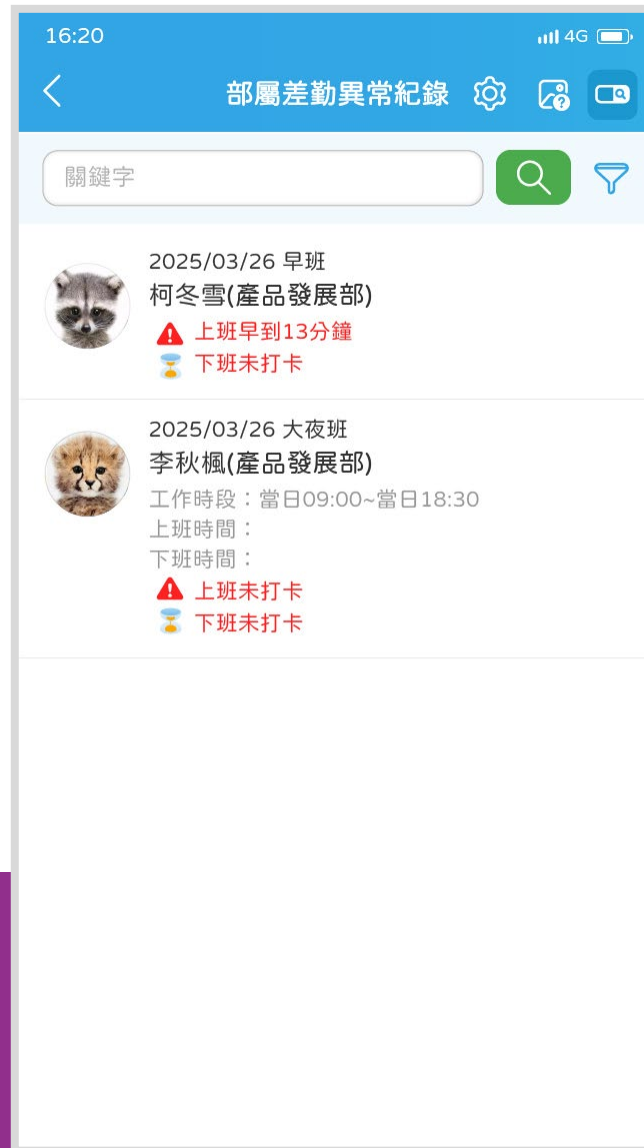 16:20
4G
部屬差勤異常紀錄
關鍵字
2025/03/26 早班
柯冬雪(產品發展部)
上班早到13分鐘
下班未打卡
2025/03/26 大夜班
李秋楓(產品發展部)
工作時段：當日09:00~當日18:30
上班時間：
下班時間：
上班未打卡
下班未打卡